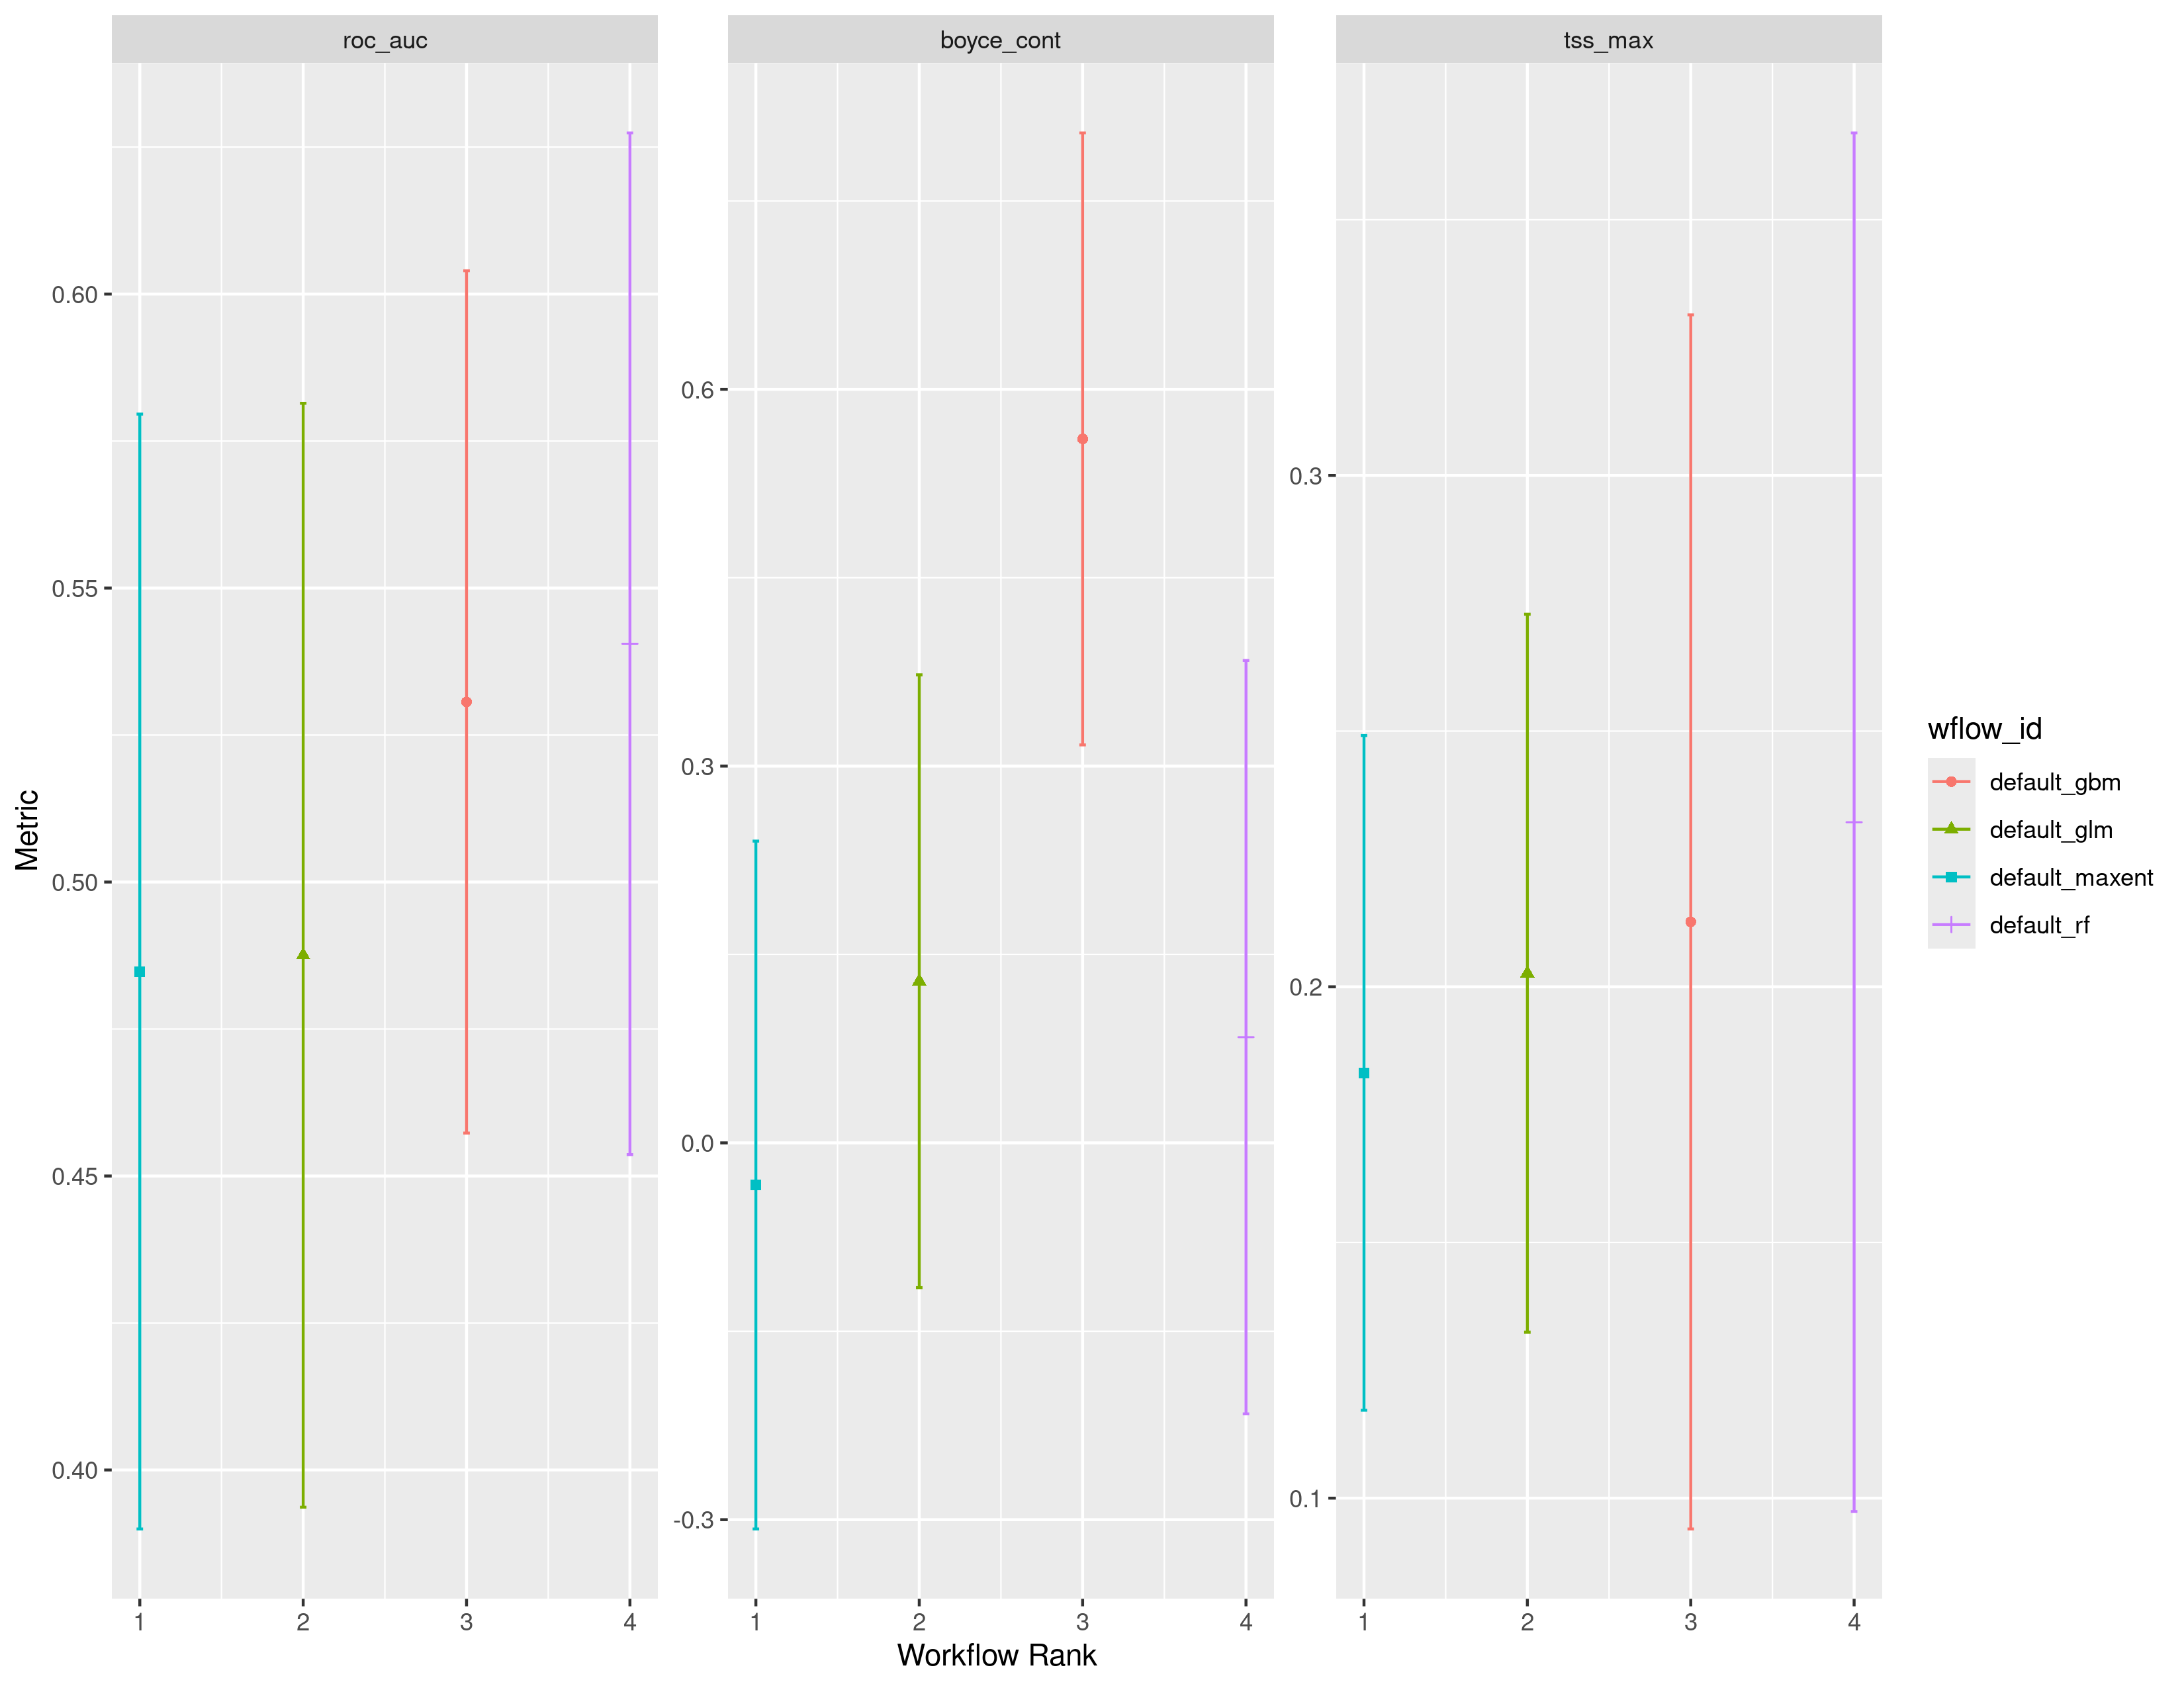 roc_auc
boyce_cont
tss_max
Metric
0.60
0.55
0.50
0.45
0.40
0.6
0.3
0.0
-0.3
0.3
0.2
0.1
1 2 3 4
1 2 3 4
1 2 3 4
Workflow Rank
wflow_id
default_gbm
default_glm
default_maxent
default_rf